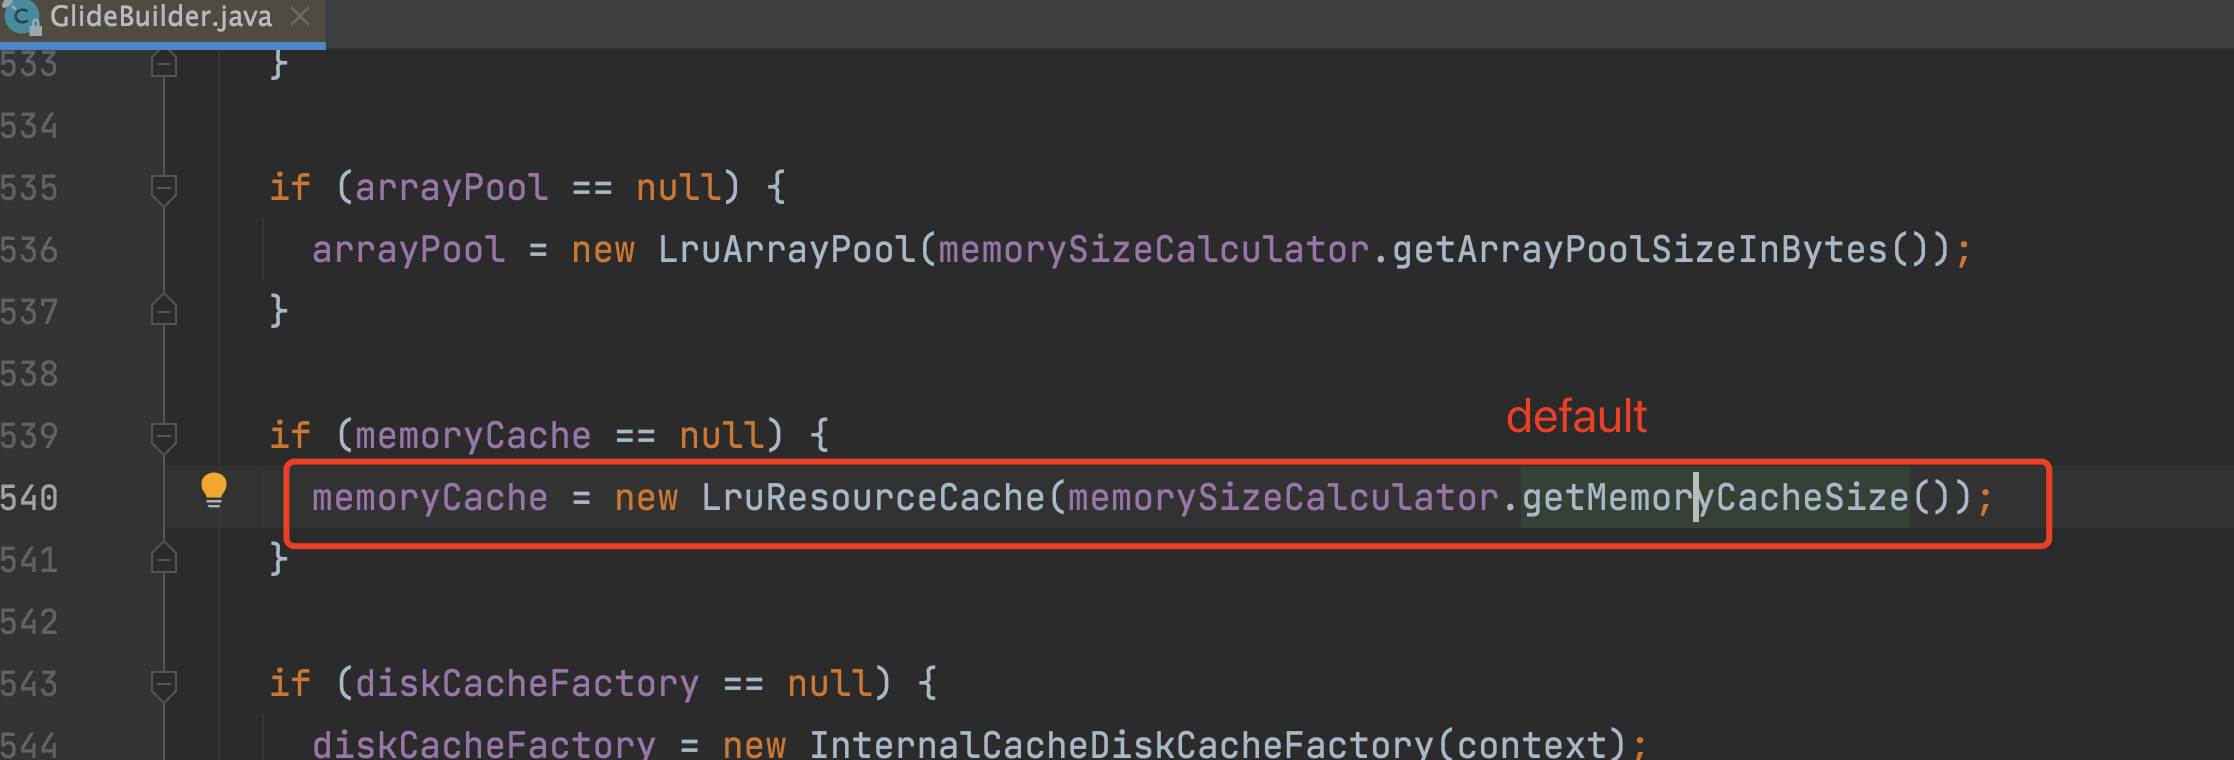 GlideBuilder.java
533 }
534
535 if (arrayPool == null) {
536 arrayPool = new LruArrayPool(memorySizeCalculator.getArrayPoolSizeInBytes());
537 }
538
default
539 if (memoryCache == null) {
540 memoryCache = new LruResourceCache(memorySizeCalculator.getMemoryCacheSize());
541 }
542
543 if (diskCacheFactory == null) {
544 diskCacheFactory = new InternalCacheDiskCacheFactory(context);